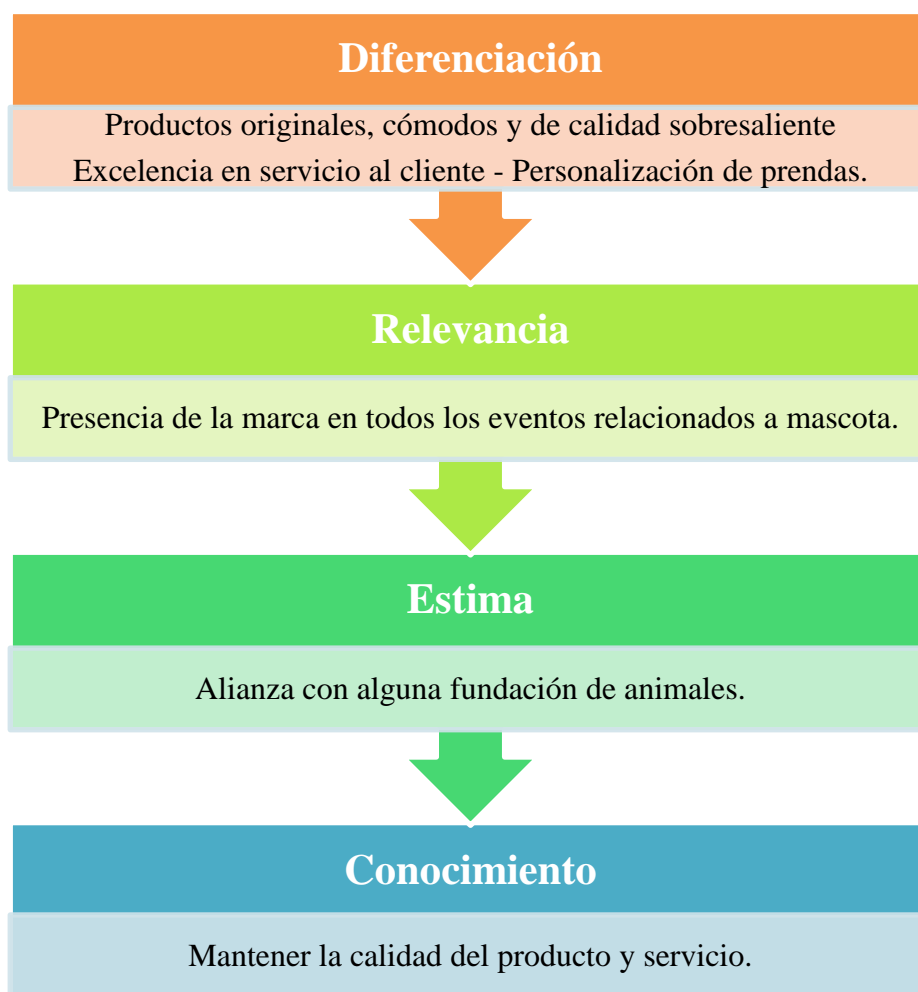 Diferenciación
Productos originales, cómodos y de calidad sobresaliente
Excelencia en servicio al cliente - Personalización de prendas.
Relevancia
Presencia de la marca en todos los eventos relacionados a mascota.
Estima
Alianza con alguna fundación de animales.
Conocimiento
Mantener la calidad del producto y servicio.